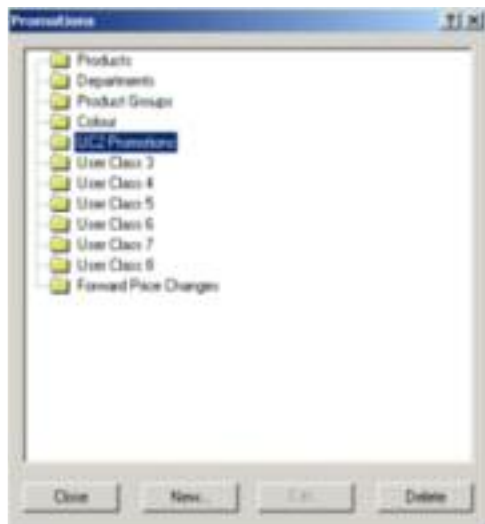 Promotions
Products
Departments
Product Groups
Colour
UC2 Promotions
User Class 3
User Class 4
User Class 5
User Class 6
User Class 7
User Class 8
Forward Price Changes
Close New... Edit... Delete